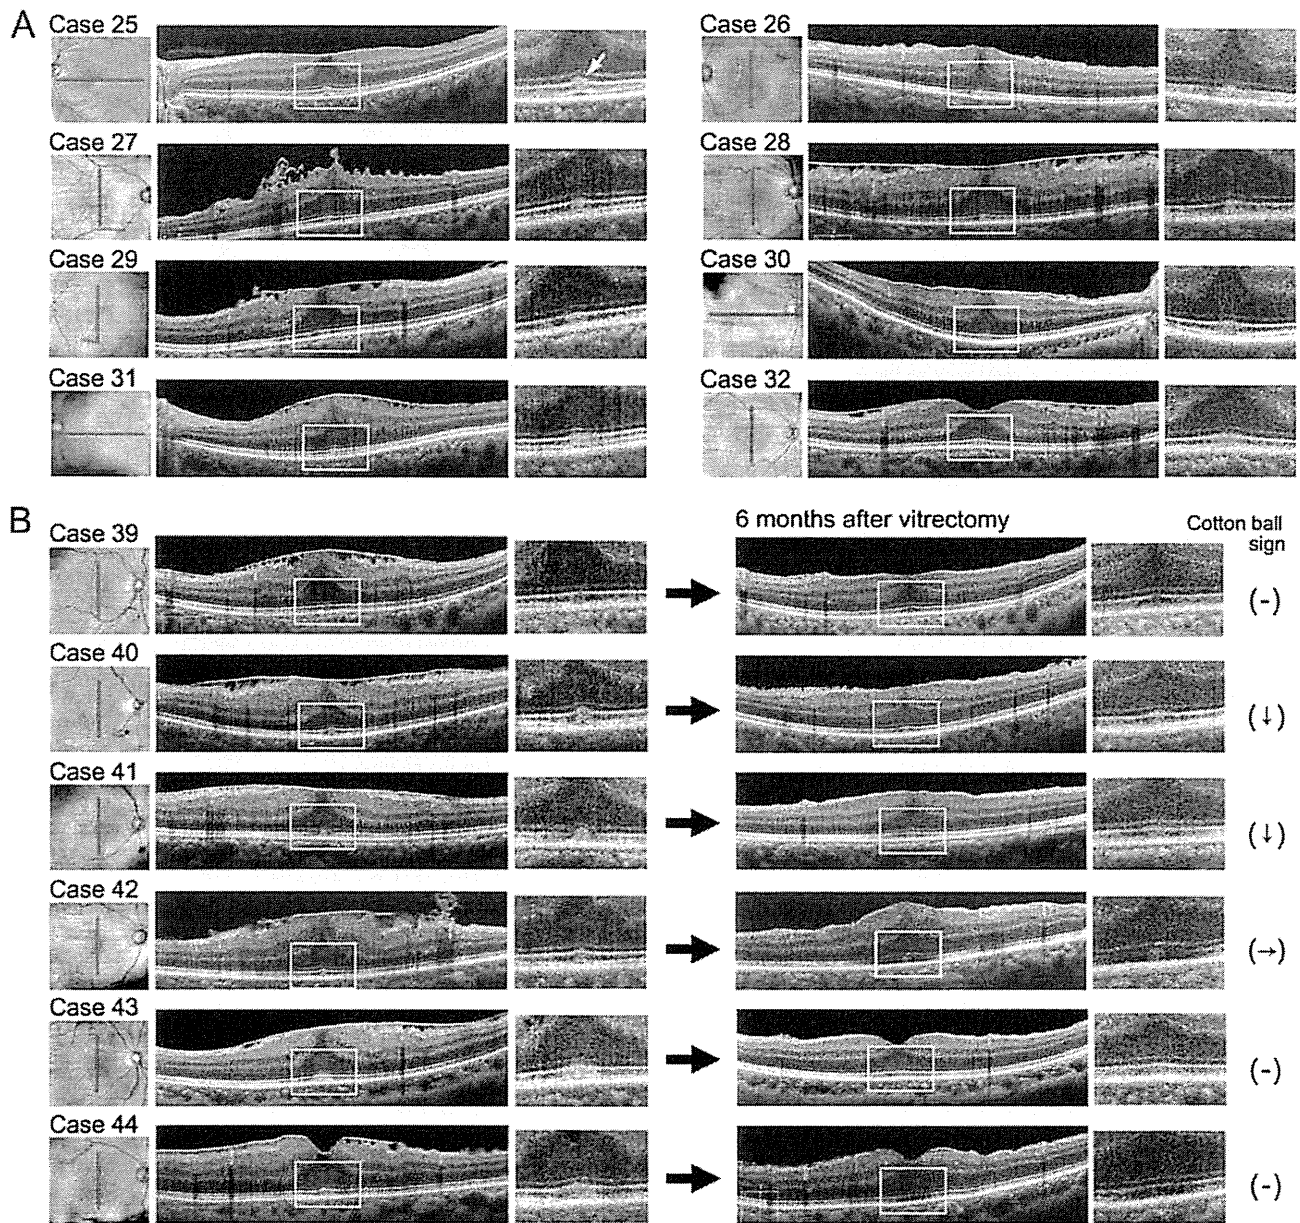 A
Case 25
Case 26
Case 27
Case 28
Case 29
Case 30
Case 31
Case 32
B
Case 39
6 months after vitrectomy
Cotton ball
sign
(-)
Case 40
(↓)
Case 41
(↓)
Case 42
(→)
Case 43
(-)
Case 44
(-)